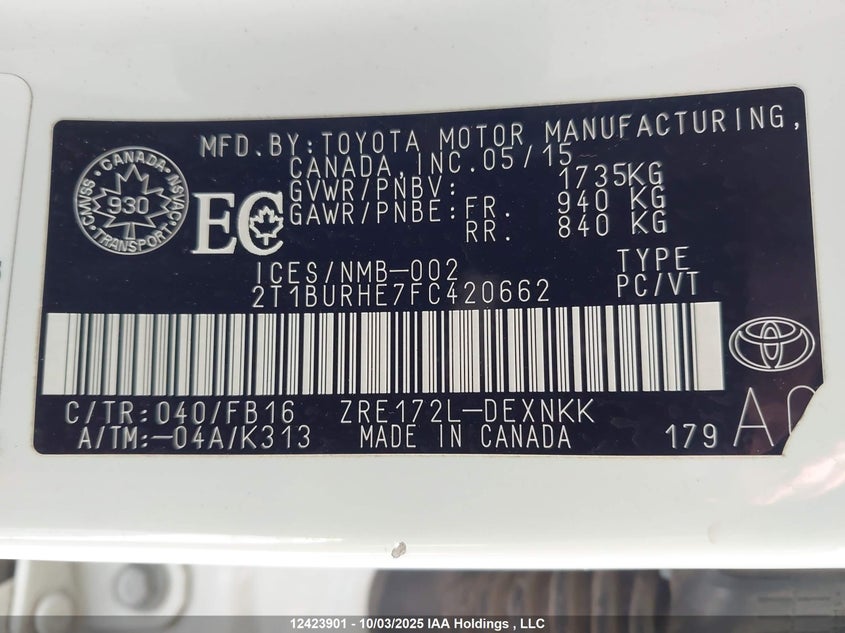 MFD.BY:TOYOTA MOTOR MANUFACTURING,
CANADA,INC.05/15
GVWR/PNBV: 1735KG
GAWR/PNBE:FR. 940 KG
RR. 840 KG
CANADA
CMVSS NSVAC
930
TRANSPORT
EC
ICES/NMB-002 TYPE
2T1BURHE7FC420662 PC/VT
C/TR:040/FB16 ZRE172L-DEXNKK
A/TM:-04A/K313 MADE IN CANADA 179
12423901 - 10/03/2025 IAA Holdings , LLC